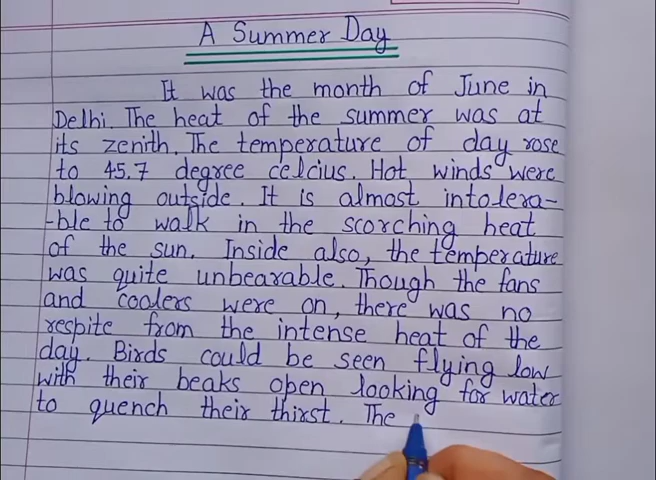 A Summer Day
It was the month of June in
Delhi. The heat of the summer was at
its zenith. The temperature of day rose
to 45.7 degree celcius. Hot winds were
blowing outside. It is almost intolera-
-ble to walk in the scorching heat
of the sun. Inside also, the temperature
was quite unbearable. Though the fans
and coolers were on, there was no
respite from the intense heat of the
day. Birds could be seen flying low
with their beaks open looking for water
to quench their thirst. The